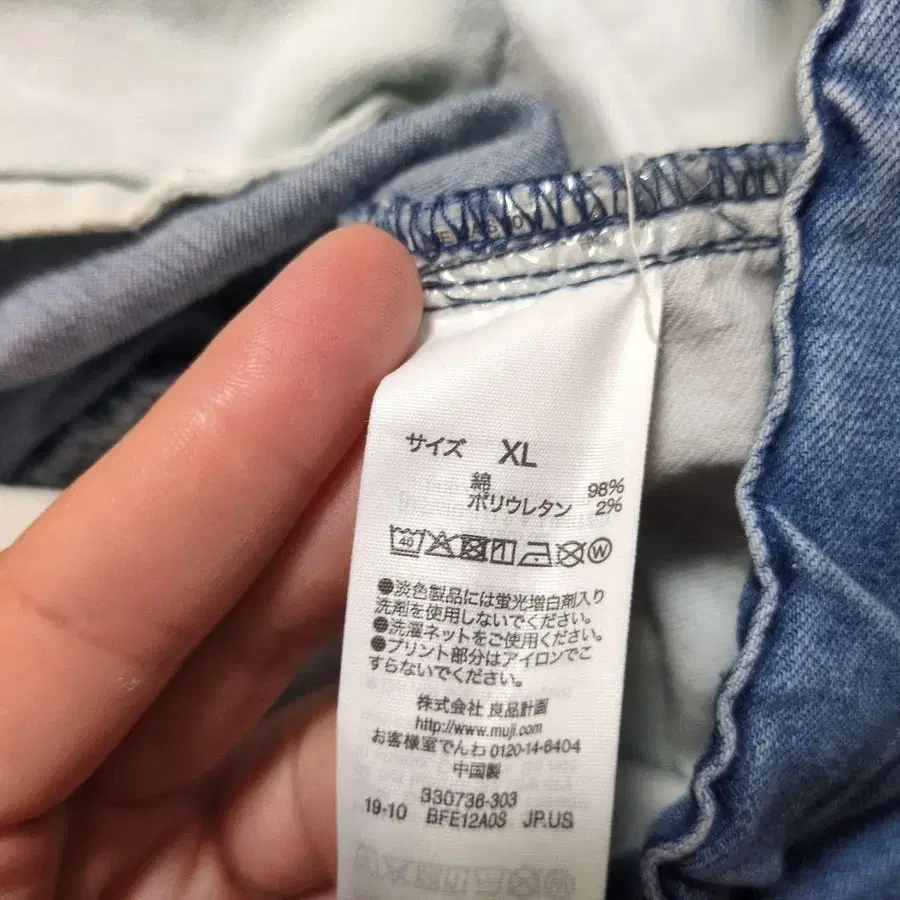 サイズ XL
綿 98%
ポリウレタン 2%
40 W
●淡色製品には蛍光増白剤入り
洗剤を使用しないでください。
●洗濯ネットをご使用ください。
●プリント部分はアイロンでこ
すらないでください。
株式会社 良品計画
http://www.muji.com/
お客様室でんわ 0120-14-6404
中国製
330736-303
19-10 BFE12A0S JP.US